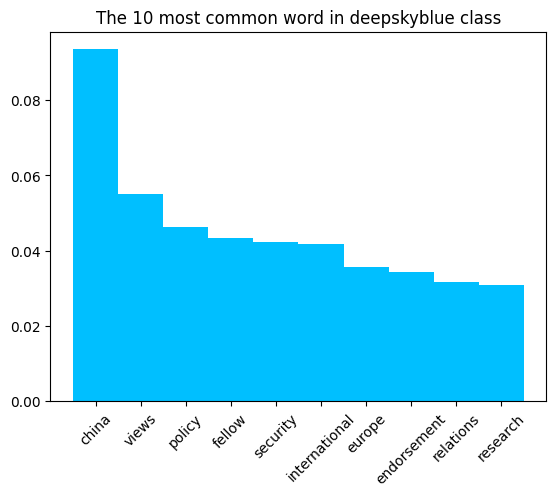 The 10 most common word in deepskyblue class
0.08
0.06
0.04
0.02
0.00
china
views
policy
fellow
security
international
europe
endorsement
relations
research